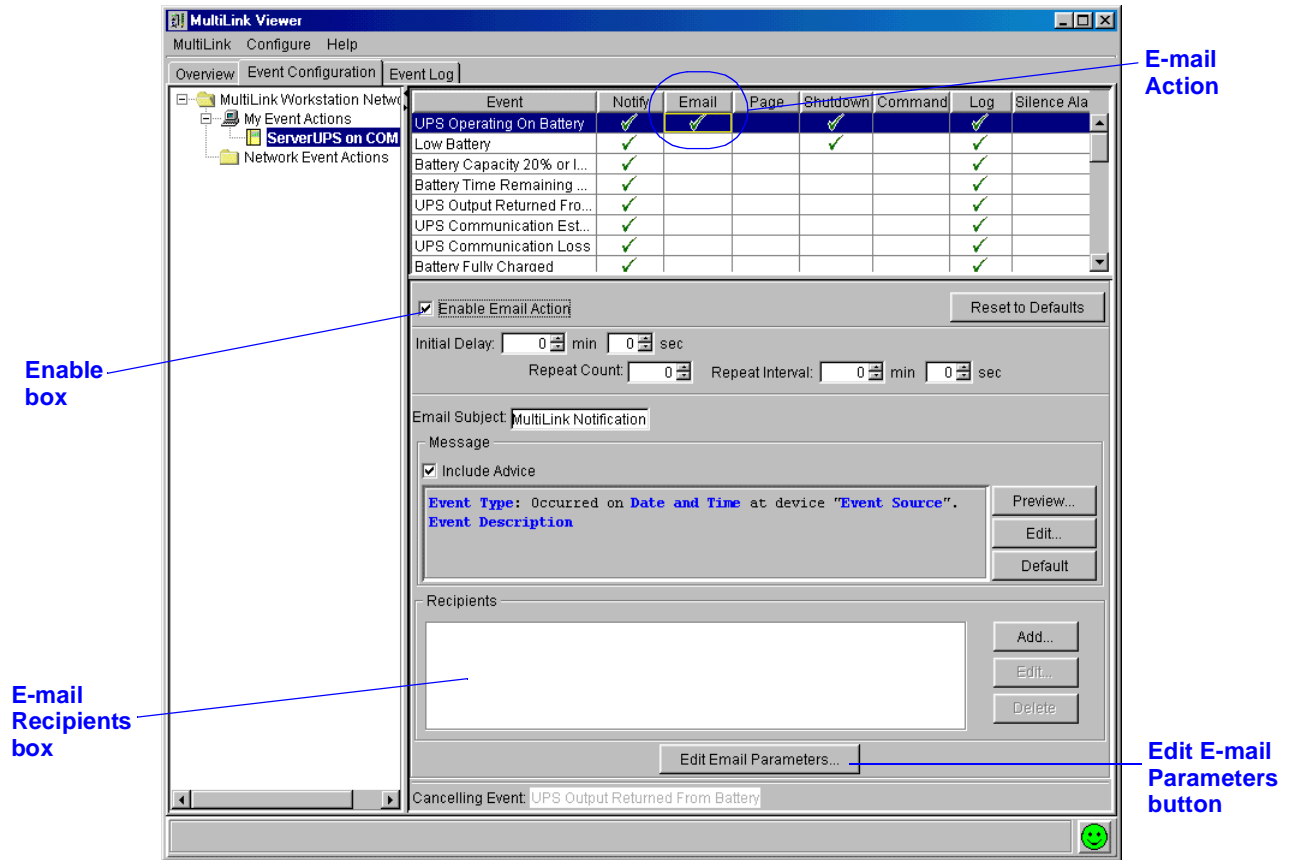 MultiLink Viewer
MultiLink Configure Help
Overview Event Configuration Event Log
MultiLink Workstation Netwo
My Event Actions
ServerUPS on COM
Network Event Actions
Event Notify Email Page Shutdown Command Log Silence Ala
UPS Operating On Battery
Low Battery
Battery Capacity 20% or l...
Battery Time Remaining ...
UPS Output Returned Fro...
UPS Communication Est...
UPS Communication Loss
Battery Fully Charged
Enable Email Action
Reset to Defaults
Initial Delay: 0 min 0 sec
Repeat Count: 0 Repeat Interval: 0 min 0 sec
Email Subject: MultiLink Notification
Message
Include Advice
Event Type: Occurred on Date and Time at device "Event Source".
Event Description
Preview...
Edit...
Default
Recipients
Add...
Edit...
Delete
Edit Email Parameters...
Cancelling Event: UPS Output Returned From Battery
E-mail
Action
Enable
box
E-mail
Recipients
box
Edit E-mail
Parameters
button